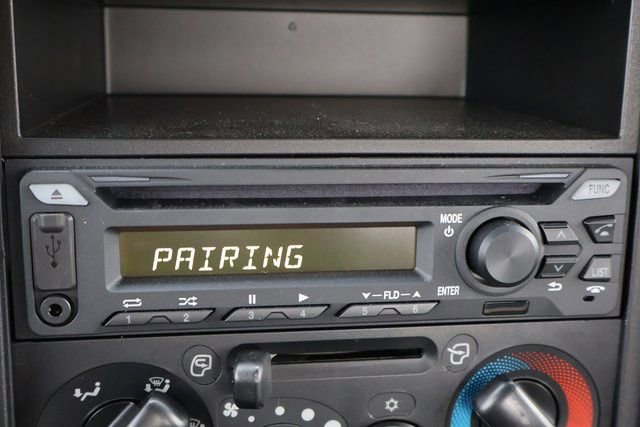 FUNC
MODE
PAIRING
LIST
FLD
ENTER
1 2 3 4 5 6